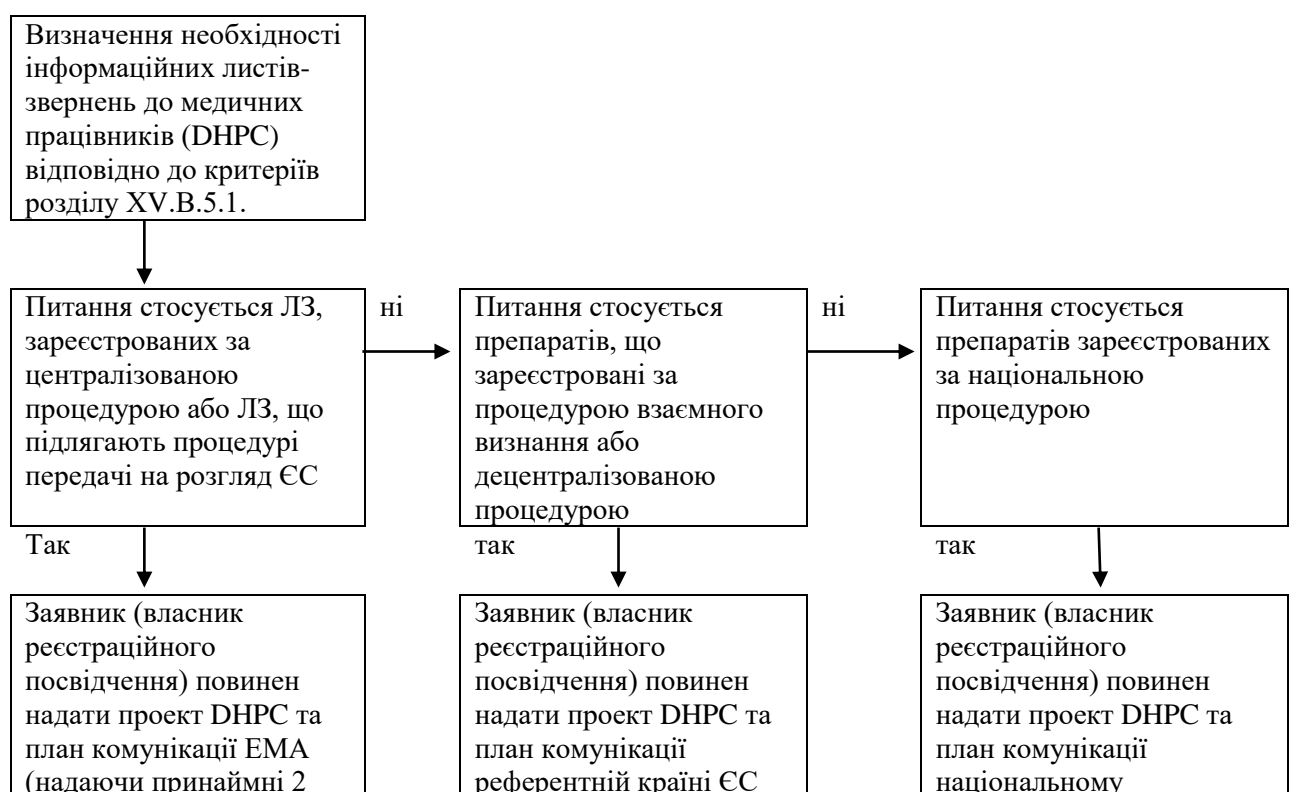 Визначення необхідності
інформаційних листів-
звернень до медичних
працівників (DHPC)
відповідно до критеріїв
розділу XV.В.5.1.
Питання стосується ЛЗ,
зареєстрованих за
централізованою
процедурою або ЛЗ, що
підлягають процедурі
передачі на розгляд ЄС
ні
Питання стосується
препаратів, що
зареєстровані за
процедурою взаємного
визнання або
децентралізованою
процедурою
ні
Питання стосується
препаратів зареєстрованих
за національною
процедурою
Так
так
так
Заявник (власник
реєстраційного
посвідчення) повинен
надати проект DHPC та
план комунікації ЕМА
(надаючи принаймні 2
Заявник (власник
реєстраційного
посвідчення) повинен
надати проект DHPC та
план комунікації
референтній країні ЄС
Заявник (власник
реєстраційного
посвідчення) повинен
надати проект DHPC та
план комунікації
національному